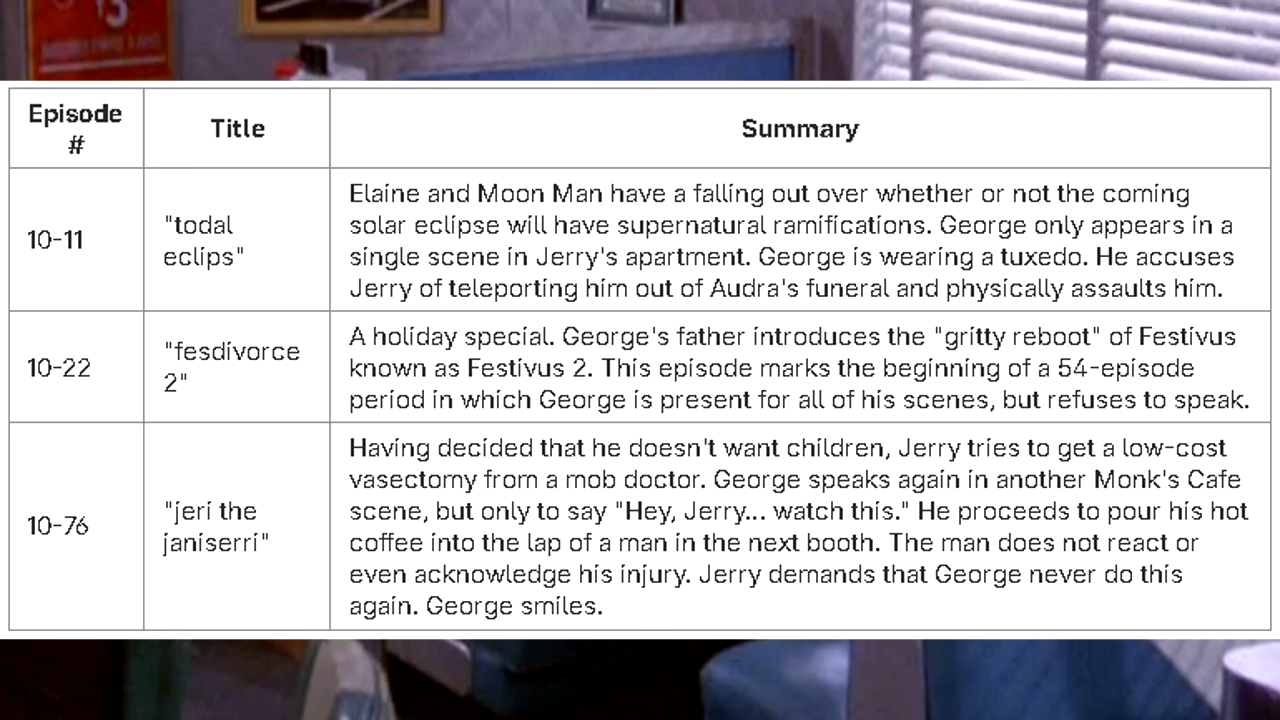 Episode
#
Title
Summary
10-11
"todal
eclips"
Elaine and Moon Man have a falling out over whether or not the coming
solar eclipse will have supernatural ramifications. George only appears in a
single scene in Jerry's apartment. George is wearing a tuxedo. He accuses
Jerry of teleporting him out of Audra's funeral and physically assaults him.
10-22
"fesdivorce
2"
A holiday special. George's father introduces the "gritty reboot" of Festivus
known as Festivus 2. This episode marks the beginning of a 54-episode
period in which George is present for all of his scenes, but refuses to speak.
10-76
"jeri the
janiserri"
Having decided that he doesn't want children, Jerry tries to get a low-cost
vasectomy from a mob doctor. George speaks again in another Monk's Cafe
scene, but only to say "Hey, Jerry... watch this." He proceeds to pour his hot
coffee into the lap of a man in the next booth. The man does not react or
even acknowledge his injury. Jerry demands that George never do this
again. George smiles.